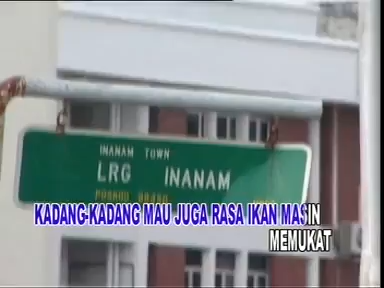 INANAM TOWN
LRG INANAM
KADANG-KADANG MAU JUGA RASA IKAN MASIN
MEMUKAT